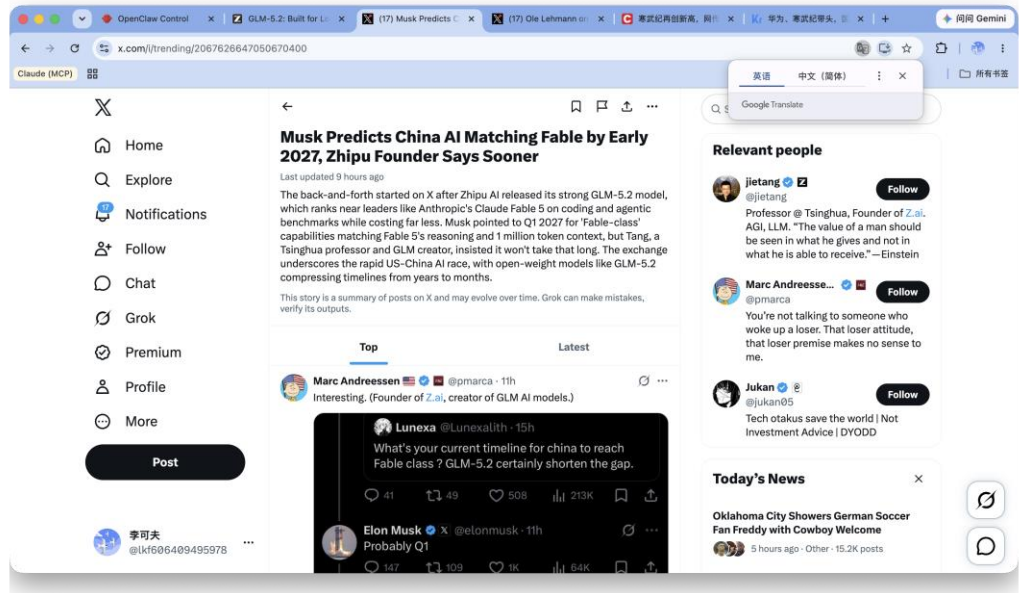 OpenClaw Control
GLM-5.2: Built for Lo
(17) Musk Predicts C
(17) Ole Lehmann on
寒武纪再创新高，网传
华为、寒武纪带头，
问问 Gemini
x.com/i/trending/2067626647050670400
Claude (MCP)
所有书签
英语
中文（简体）
Google Translate
Home
Explore
17
Notifications
Follow
Chat
Grok
Premium
Profile
More
Post
李可夫
@lkf606409495978
Musk Predicts China AI Matching Fable by Early
2027, Zhipu Founder Says Sooner
Last updated 9 hours ago
The back-and-forth started on X after Zhipu AI released its strong GLM-5.2 model,
which ranks near leaders like Anthropic's Claude Fable 5 on coding and agentic
benchmarks while costing far less. Musk pointed to Q1 2027 for 'Fable-class'
capabilities matching Fable 5's reasoning and 1 million token context, but Tang, a
Tsinghua professor and GLM creator, insisted it won't take that long. The exchange
underscores the rapid US-China AI race, with open-weight models like GLM-5.2
compressing timelines from years to months.
This story is a summary of posts on X and may evolve over time. Grok can make mistakes,
verify its outputs.
Top
Latest
Marc Andreessen @pmarca · 11h
Interesting. (Founder of Z.ai, creator of GLM AI models.)
Lunexa @Lunexalith · 15h
What's your current timeline for china to reach
Fable class ? GLM-5.2 certainly shorten the gap.
41 49 508 213K
Elon Musk @elonmusk · 11h
Probably Q1
147 109 1K 64K
Relevant people
jietang
@jietang
Follow
Professor @ Tsinghua, Founder of Z.ai.
AGI, LLM. "The value of a man should
be seen in what he gives and not in
what he is able to receive."—Einstein
Marc Andreesse...
@pmarca
Follow
You're not talking to someone who
woke up a loser. That loser attitude,
that loser premise makes no sense to
me.
Jukan
@jukan05
Follow
Tech otakus save the world | Not
Investment Advice | DYODD
Today's News
Oklahoma City Showers German Soccer
Fan Freddy with Cowboy Welcome
5 hours ago · Other · 15.2K posts